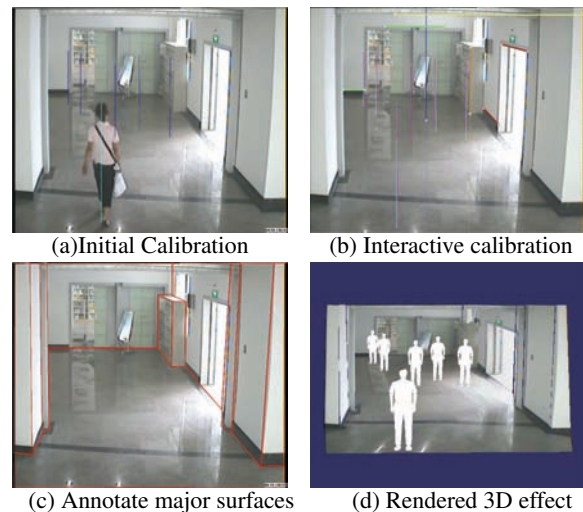 (a)Initial Calibration
(b) Interactive calibration
(c) Annotate major surfaces
(d) Rendered 3D effect